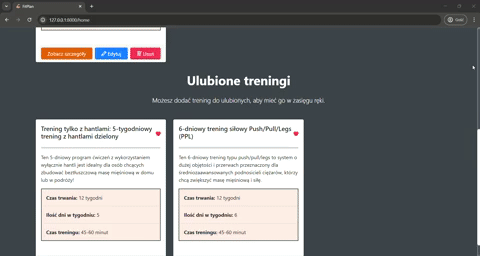 FitPlan
127.0.0.1:8000/home
Gość
Zobacz szczegóły
Edytuj
Usuń
Ulubione treningi
Możesz dodać trening do ulubionych, aby mieć go w zasięgu ręki.
Trening tylko z hantlami: 5-tygodniowy
trening z hantlami dzielony
Ten 5-dniowy program ćwiczeń z wykorzystaniem
wyłącznie hantli jest idealny dla osób chcących
zbudować beztłuszczową masę mięśniową w domu
lub w podróży!
Czas trwania: 12 tygodni
Ilość dni w tygodniu: 5
Czas treningu: 45-60 minut
6-dniowy trening siłowy Push/Pull/Legs
(PPL)
Ten 6-dniowy trening typu push/pull/legs to system o
dużej objętości i przerwach przeznaczony dla
średniozaawansowanych podnosicieli ciężarów, którzy
chcą zwiększyć masę mięśniową i siłę.
Czas trwania: 12 tygodni
Ilość dni w tygodniu: 6
Czas treningu: 45-60 minut